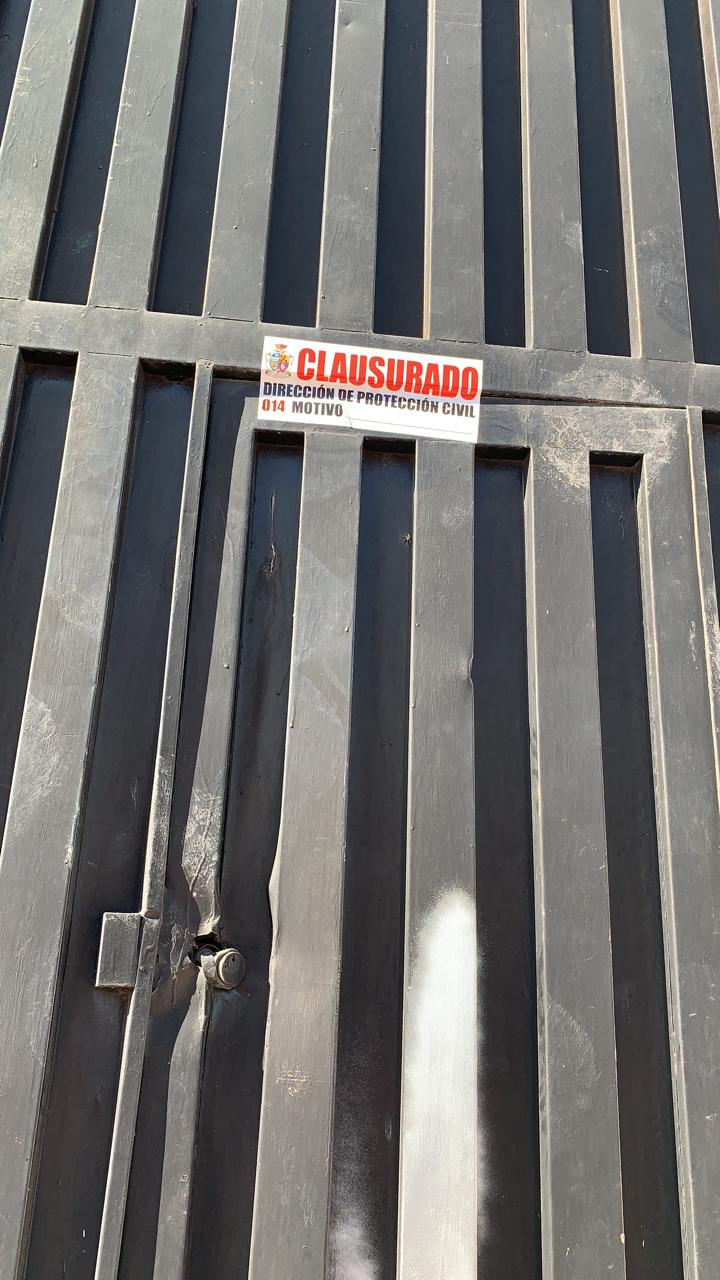 CLAUSURADO
DIRECCIÓN DE PROTECCIÓN CIVIL
014 MOTIVO